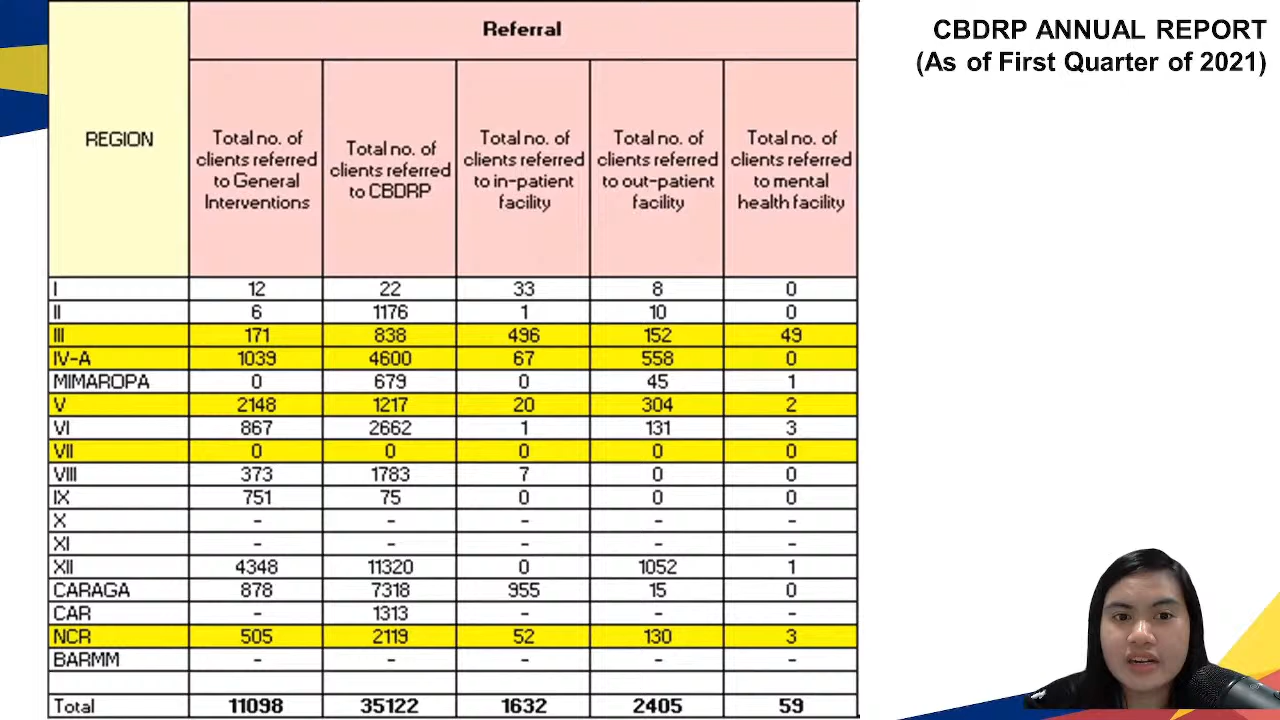 CBDRP ANNUAL REPORT
(As of First Quarter of 2021)
Referral
REGION
Total no. of
clients referred
to General
Interventions
Total no. of
clients referred
to CBDRP
Total no. of
clients referred
to in-patient
facility
Total no. of
clients referred
to out-patient
facility
Total no. of
clients referred
to mental
health facility
I 12 22 33 8 0
II 6 1176 1 10 0
III 171 838 496 152 49
IV-A 1039 4600 67 558 0
MIMAROPA 0 679 0 45 1
V 2148 1217 20 304 2
VI 867 2662 1 131 3
VII 0 0 0 0 0
VIII 373 1783 7 0 0
IX 751 75 0 0 0
X - - - - -
XI - - - - -
XII 4348 11320 0 1052 1
CARAGA 878 7318 955 15 0
CAR - 1313 - - -
NCR 505 2119 52 130 3
BARMM - - - - -
Total 11098 35122 1632 2405 59